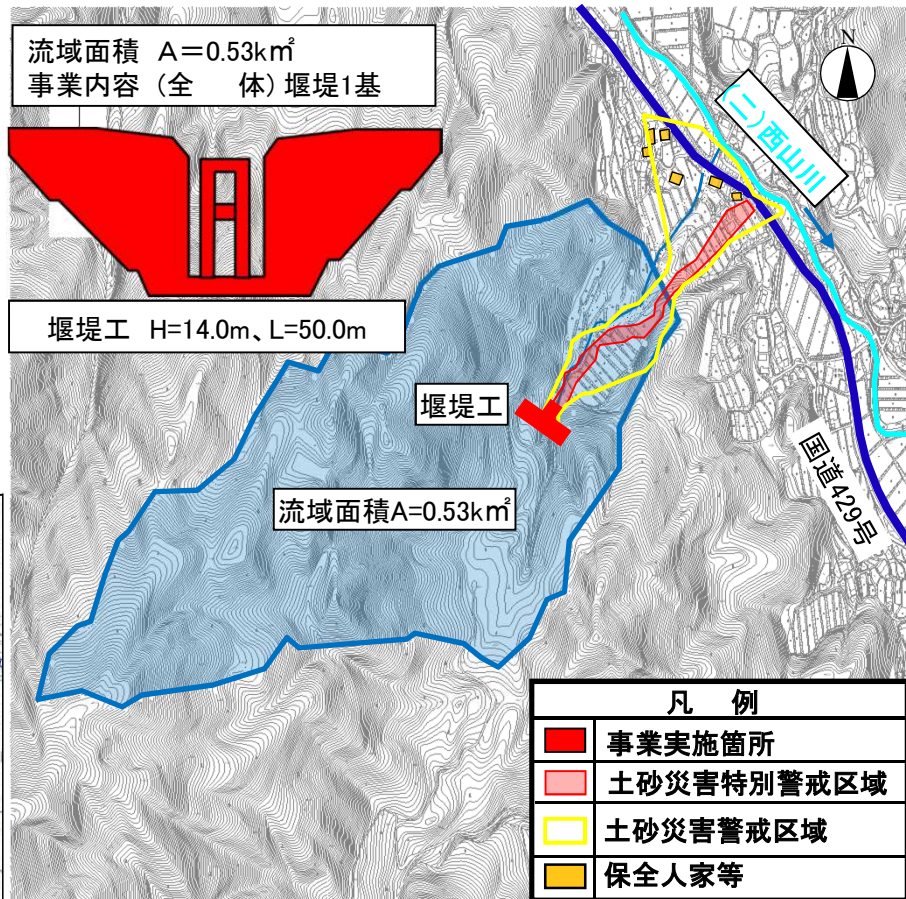 流域面積 A=0.53k㎡
事業内容 (全　体) 堰堤1基
堰堤工 H=14.0m、L=50.0m
N
(二)西山川
堰堤工
流域面積A=0.53k㎡
国道429号
凡 例
事業実施箇所
土砂災害特別警戒区域
土砂災害警戒区域
保全人家等